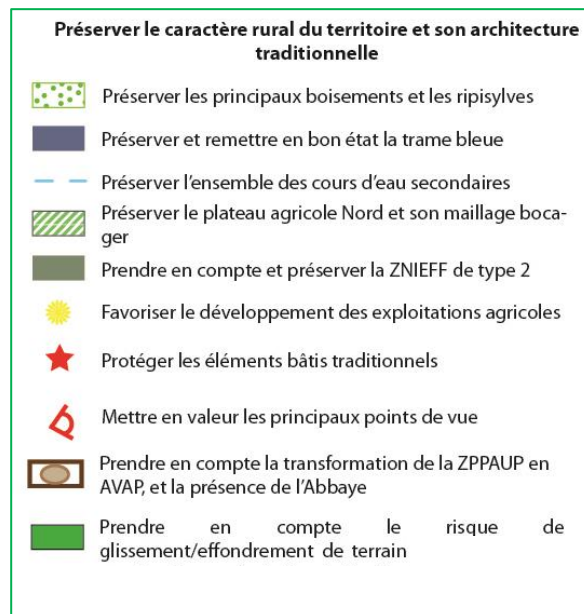 Préserver le caractère rural du territoire et son architecture
traditionnelle
Préserver les principaux boisements et les ripisylves
Préserver et remettre en bon état la trame bleue
Préserver l'ensemble des cours d'eau secondaires
Préserver le plateau agricole Nord et son maillage boca-
ger
Prendre en compte et préserver la ZNIEFF de type 2
Favoriser le développement des exploitations agricoles
Protéger les éléments bâtis traditionnels
Mettre en valeur les principaux points de vue
Prendre en compte la transformation de la ZPPAUP en
AVAP, et la présence de l'Abbaye
Prendre en compte le risque de
glissement/effondrement de terrain